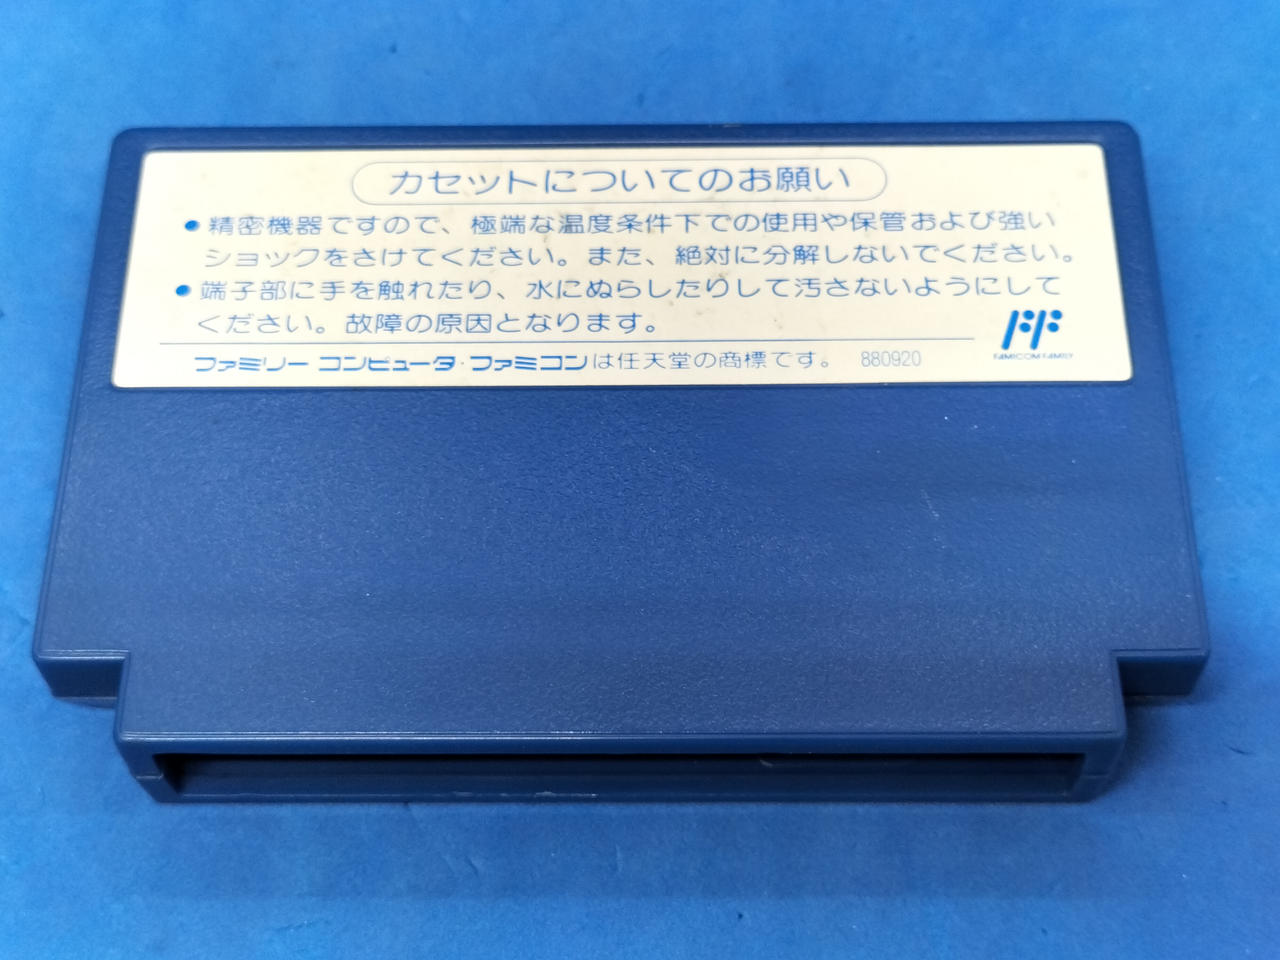 カセットについてのお願い
●精密機器ですので、極端な温度条件下での使用や保管および強い
ショックをさけてください。また、絶対に分解しないでください。
●端子部に手を触れたり、水にぬらしたりして汚さないようにして
ください。故障の原因となります。
ファミリー コンピュータ・ファミコンは任天堂の商標です。 880920
FF
FAMICOM FAMILY